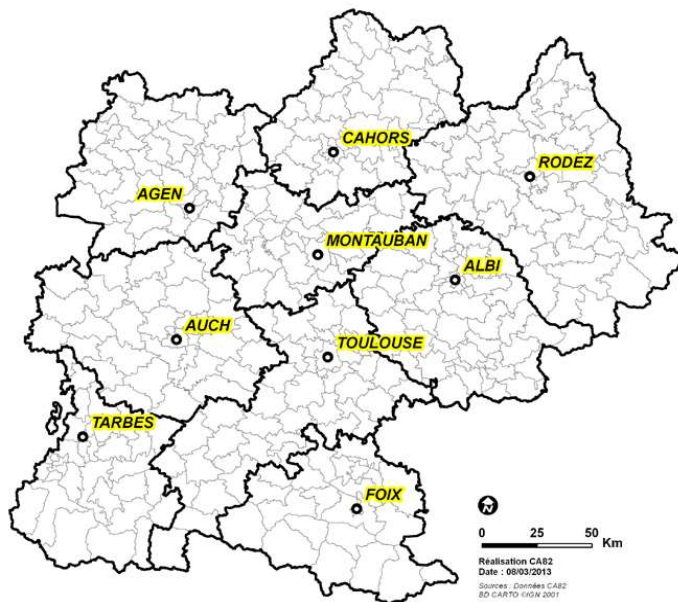 CAHORS
RODEZ
AGEN
MONTAUBAN
ALBI
AUCH
TOULOUSE
TARBES
FOIX
N
0 25 50 Km
Réalisation CA82
Date : 08/03/2013
Sources : Données CA82
BD CARTO ©IGN 2001